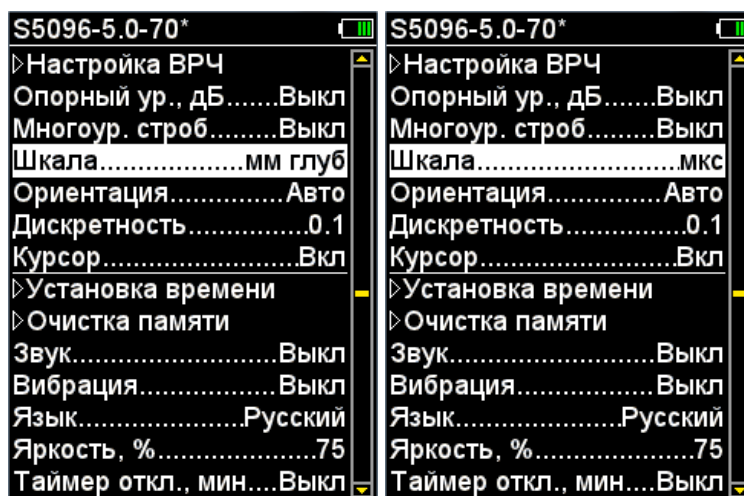 S5096-5.0-70*
▷Настройка ВРЧ
Опорный ур., дБ.......Выкл
Многоур. строб.........Выкл
Шкала...................мм глуб
Ориентация...............Авто
Дискретность...............0.1
Курсор..........................Вкл
▷Установка времени
▷Очистка памяти
Звук...........................Выкл
Вибрация..................Выкл
Язык......................Русский
Яркость, %.....................75
Таймер откл., мин....Выкл
S5096-5.0-70*
▷Настройка ВРЧ
Опорный ур., дБ.......Выкл
Многоур. строб.........Выкл
Шкала...........................мкс
Ориентация...............Авто
Дискретность...............0.1
Курсор..........................Вкл
▷Установка времени
▷Очистка памяти
Звук...........................Выкл
Вибрация..................Выкл
Язык......................Русский
Яркость, %.....................75
Таймер откл., мин....Выкл